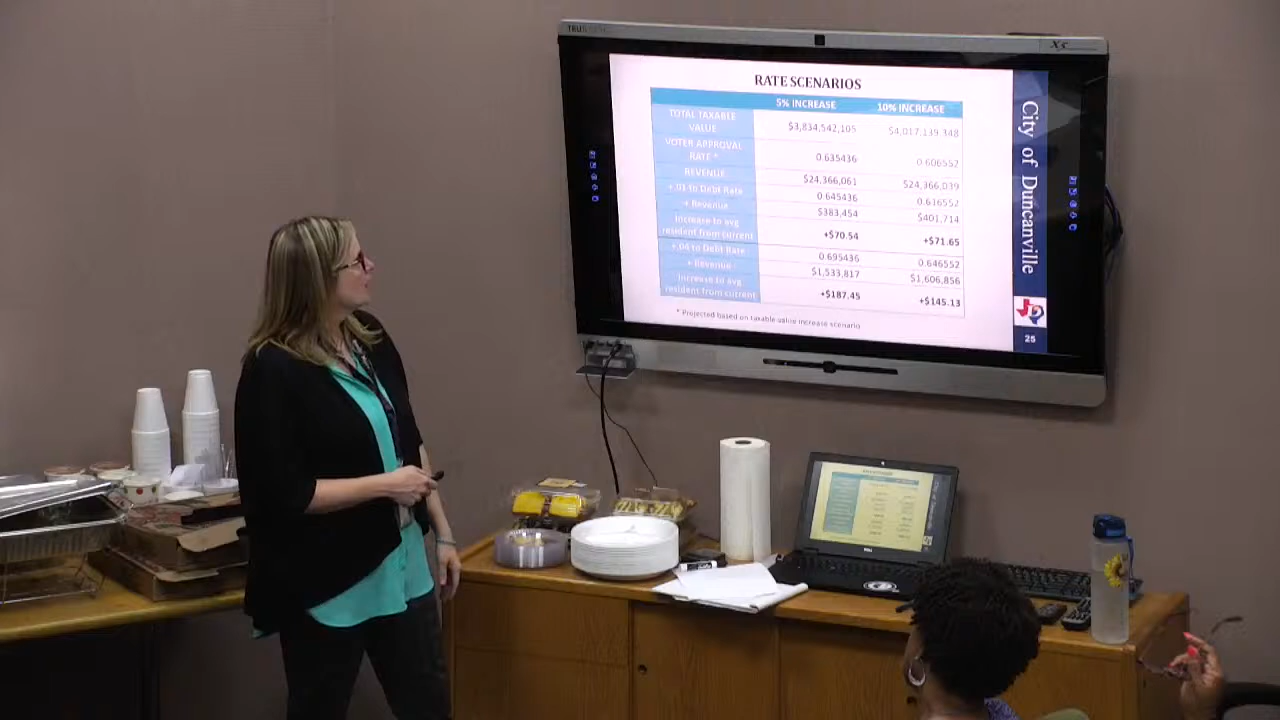 RATE SCENARIOS
5% INCREASE 10% INCREASE
TOTAL TAXABLE VALUE $3,834,542,105 $4,017,139,348
VOTER APPROVAL RATE * 0.635436 0.606552
REVENUE $24,366,061 $24,366,039
+.01 to Debt Rate 0.645436 0.616552
+ Revenue $383,454 $401,714
Increase to avg resident from current +$70.54 +$71.65
+.04 to Debt Rate 0.695436 0.646552
+ Revenue $1,533,817 $1,606,856
Increase to avg resident from current +$187.45 +$145.13
* Projected based on taxable value increase scenario
City of Duncanville
25